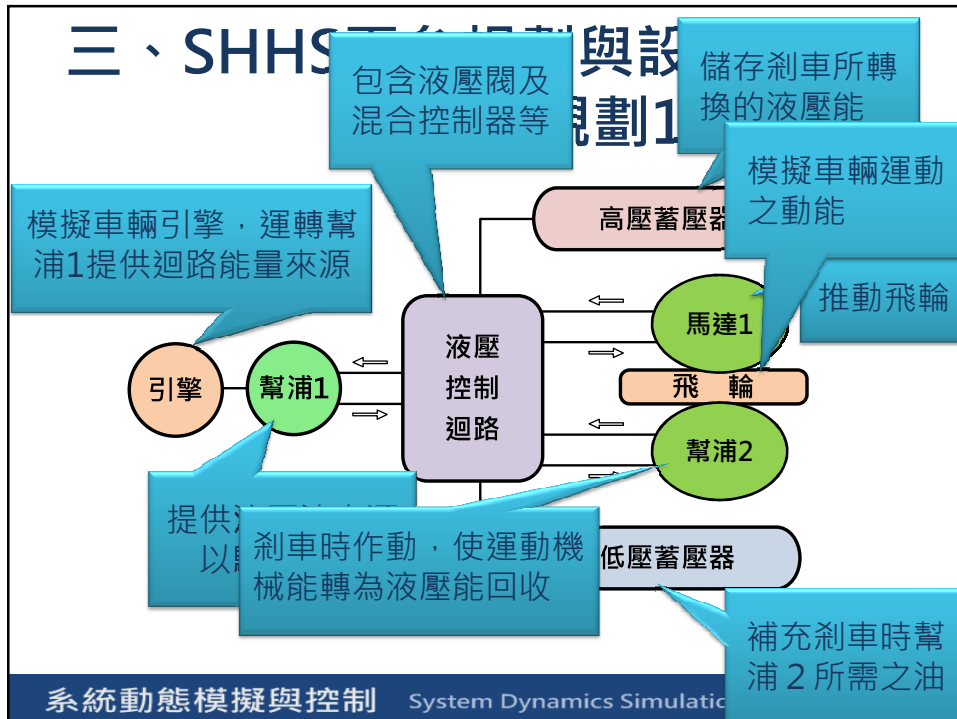 三、SHHS 與設
規劃1
包含液壓閥及
混合控制器等
儲存剎車所轉
換的液壓能
模擬車輛運動
之動能
模擬車輛引擎，運轉幫
浦1提供迴路能量來源
高壓蓄壓器
推動飛輪
馬達1
液壓
控制
迴路
引擎
幫浦1
飛 輪
幫浦2
提供
以
剎車時作動，使運動機
械能轉為液壓能回收
低壓蓄壓器
補充剎車時幫
浦２所需之油
系統動態模擬與控制 System Dynamics